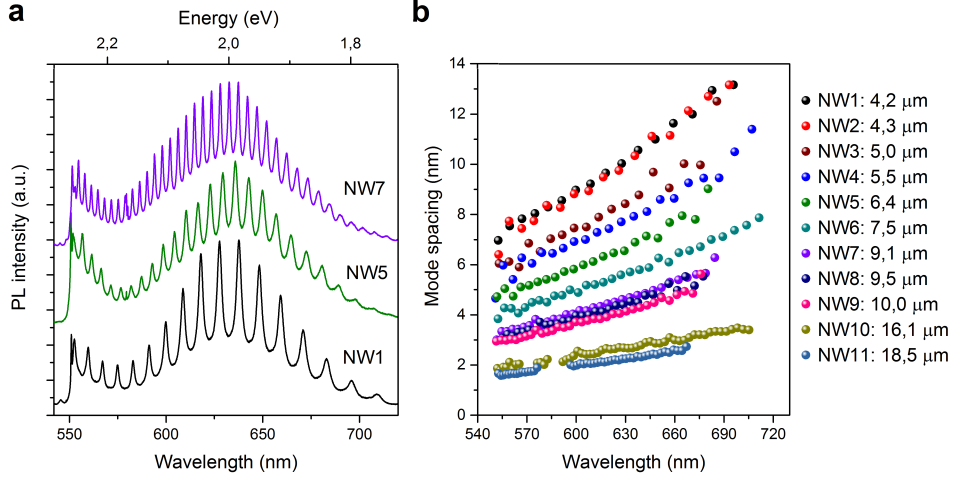 a
Energy (eV)
2,2 2,0 1,8
PL intensity (a.u.)
NW7
NW5
NW1
550 600 650 700
Wavelength (nm)
b
Mode spacing (nm)
14
12
10
8
6
4
2
0
540 570 600 630 660 690 720
Wavelength (nm)
NW1: 4,2 μm
NW2: 4,3 μm
NW3: 5,0 μm
NW4: 5,5 μm
NW5: 6,4 μm
NW6: 7,5 μm
NW7: 9,1 μm
NW8: 9,5 μm
NW9: 10,0 μm
NW10: 16,1 μm
NW11: 18,5 μm